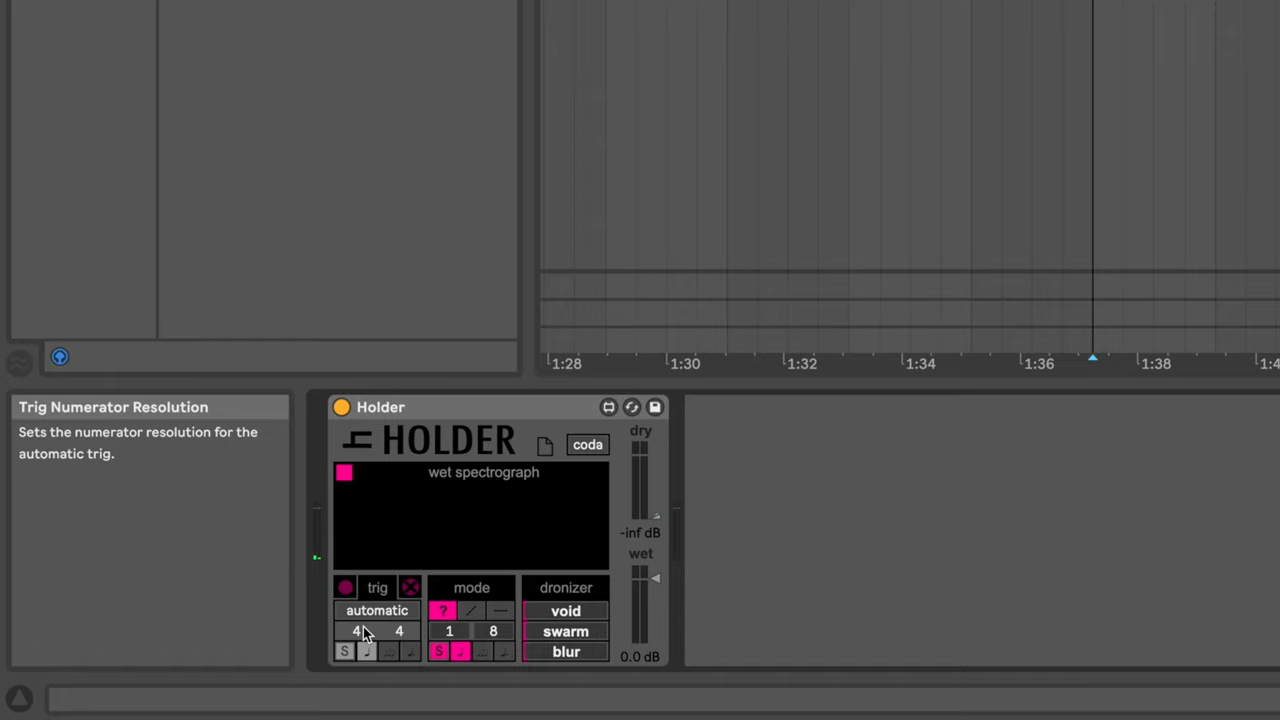 1:28 1:30 1:32 1:34 1:36 1:38 1:4
Trig Numerator Resolution
Sets the numerator resolution for the
automatic trig.
Holder
HOLDER
coda
wet spectrograph
dry
-inf dB
wet
0.0 dB
trig
automatic
4 4
S
mode
? / —
1 8
S
dronizer
void
swarm
blur